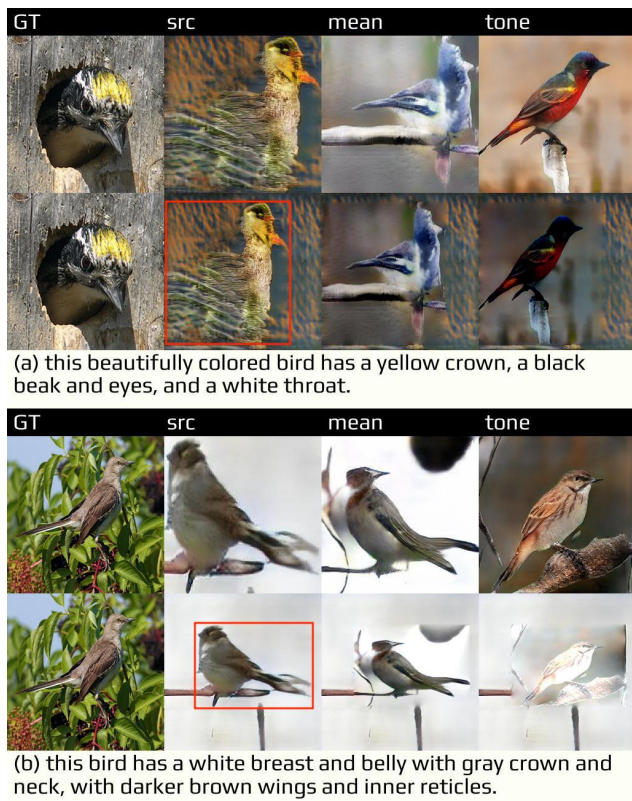 GT src mean tone
(a) this beautifully colored bird has a yellow crown, a black
beak and eyes, and a white throat.
GT src mean tone
(b) this bird has a white breast and belly with gray crown and
neck, with darker brown wings and inner reticles.